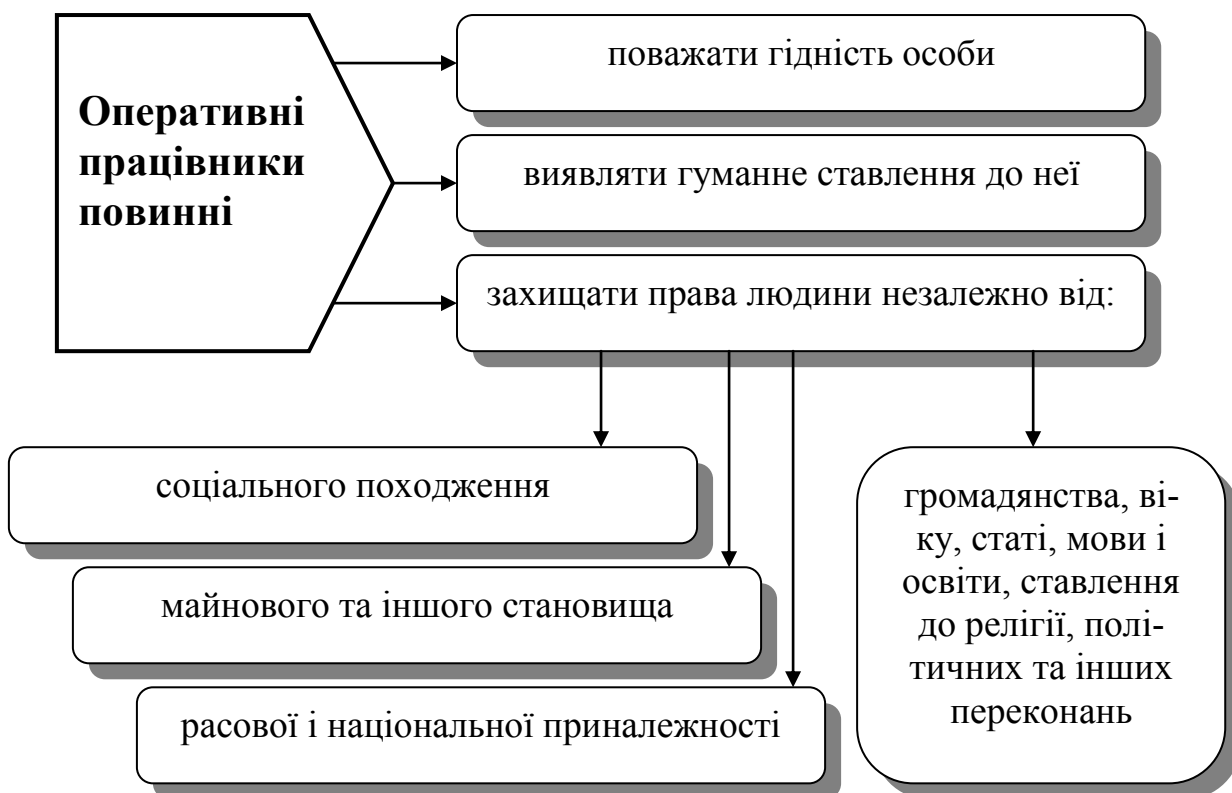 Оперативні
працівники
повинні
поважати гідність особи
виявляти гуманне ставлення до неї
захищати права людини незалежно від:
соціального походження
майнового та іншого становища
расової і національної приналежності
громадянства, ві-
ку, статі, мови і
освіти, ставлення
до релігії, полі-
тичних та інших
переконань